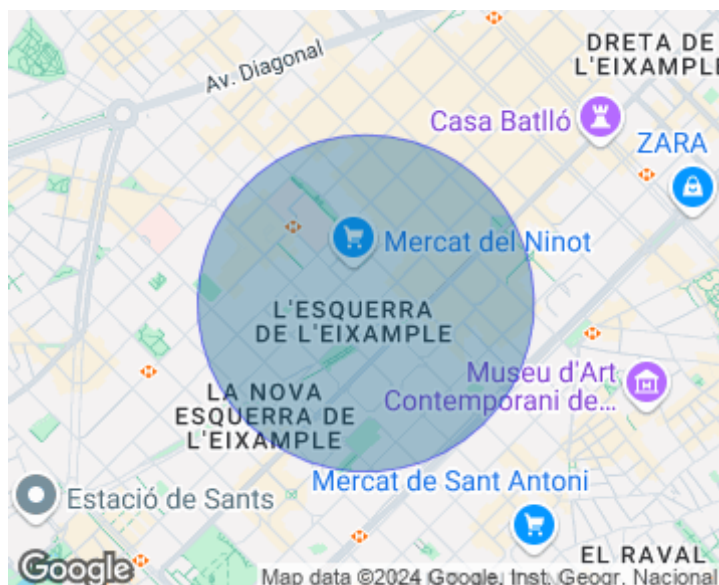 DRETA DE
L'EIXAMPLE
Av. Diagonal
Casa Batlló
ZARA
Mercat del Ninot
L'ESQUERRA
DE L'EIXAMPLE
Museu d'Art
Contemporani de...
LA NOVA
ESQUERRA DE
L'EIXAMPLE
Mercat de Sant Antoni
Estació de Sants
EL RAVAL
Google
Map data ©2024 Google, Inst. Geogr. Nacional